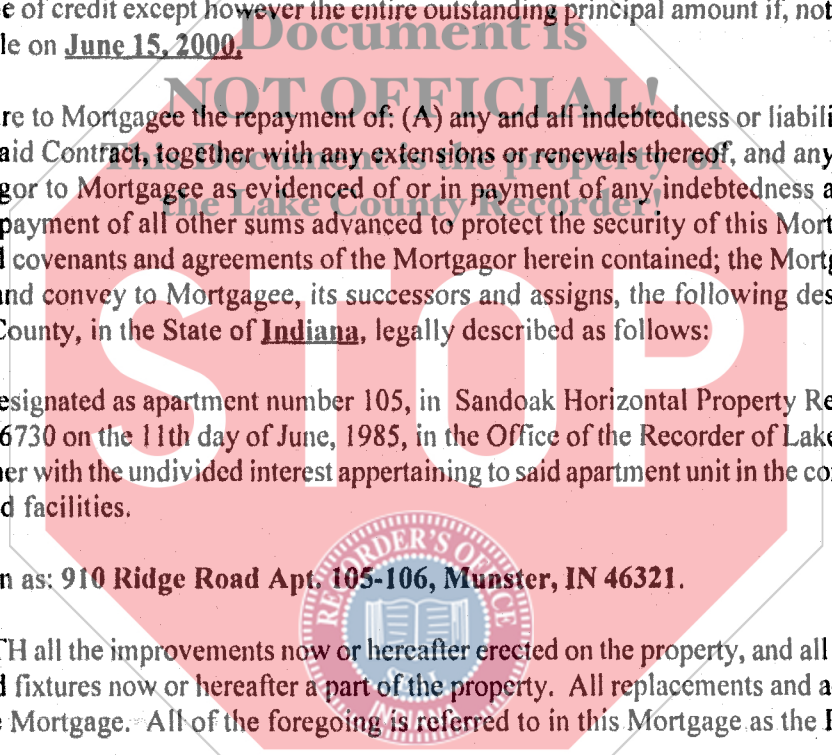 e of credit except however the entire outstanding principal amount if, not
Document is
le on June 15, 2000.
NOT OFFICIAL!
re to Mortgagee the repayment of: (A) any and all indebtedness or liabili
This Document is the property of
aid Contract, together with any extensions or renewals thereof, and any
gor to Mortgagee as evidenced of or in payment of any indebtedness a
the Lake County Recorder!
payment of all other sums advanced to protect the security of this Mort
d covenants and agreements of the Mortgagor herein contained; the Mortg
and convey to Mortgagee, its successors and assigns, the following des
County, in the State of Indiana, legally described as follows:
STOP
esignated as apartment number 105, in Sandoak Horizontal Property Re
6730 on the 11th day of June, 1985, in the Office of the Recorder of Lake
er with the undivided interest appertaining to said apartment unit in the co
d facilities.
RECORDER'S OFFICE
n as: 910 Ridge Road Apt. 105-106, Munster, IN 46321.
TH all the improvements now or hereafter erected on the property, and all
SEAL
d fixtures now or hereafter a part of the property. All replacements and a
INDIANA
e Mortgage. All of the foregoing is referred to in this Mortgage as the P